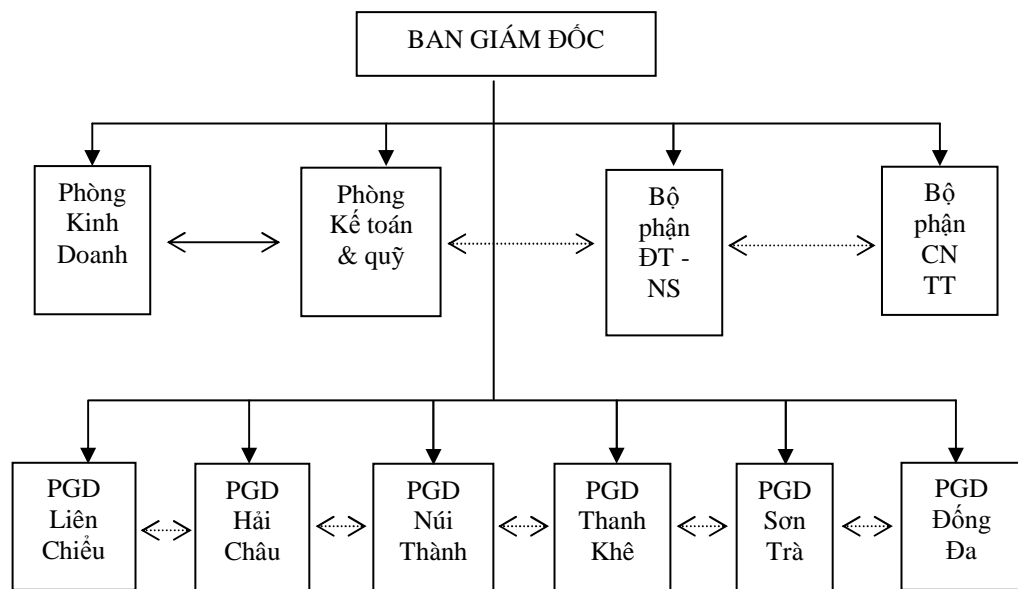 BAN GIÁM ĐỐC
Phòng
Kinh
Doanh
Phòng
Kế toán
& quỹ
Bộ
phận
ĐT -
NS
Bộ
phận
CN
TT
PGD
Liên
Chiểu
PGD
Hải
Châu
PGD
Núi
Thành
PGD
Thanh
Khê
PGD
Sơn
Trà
PGD
Đống
Đa